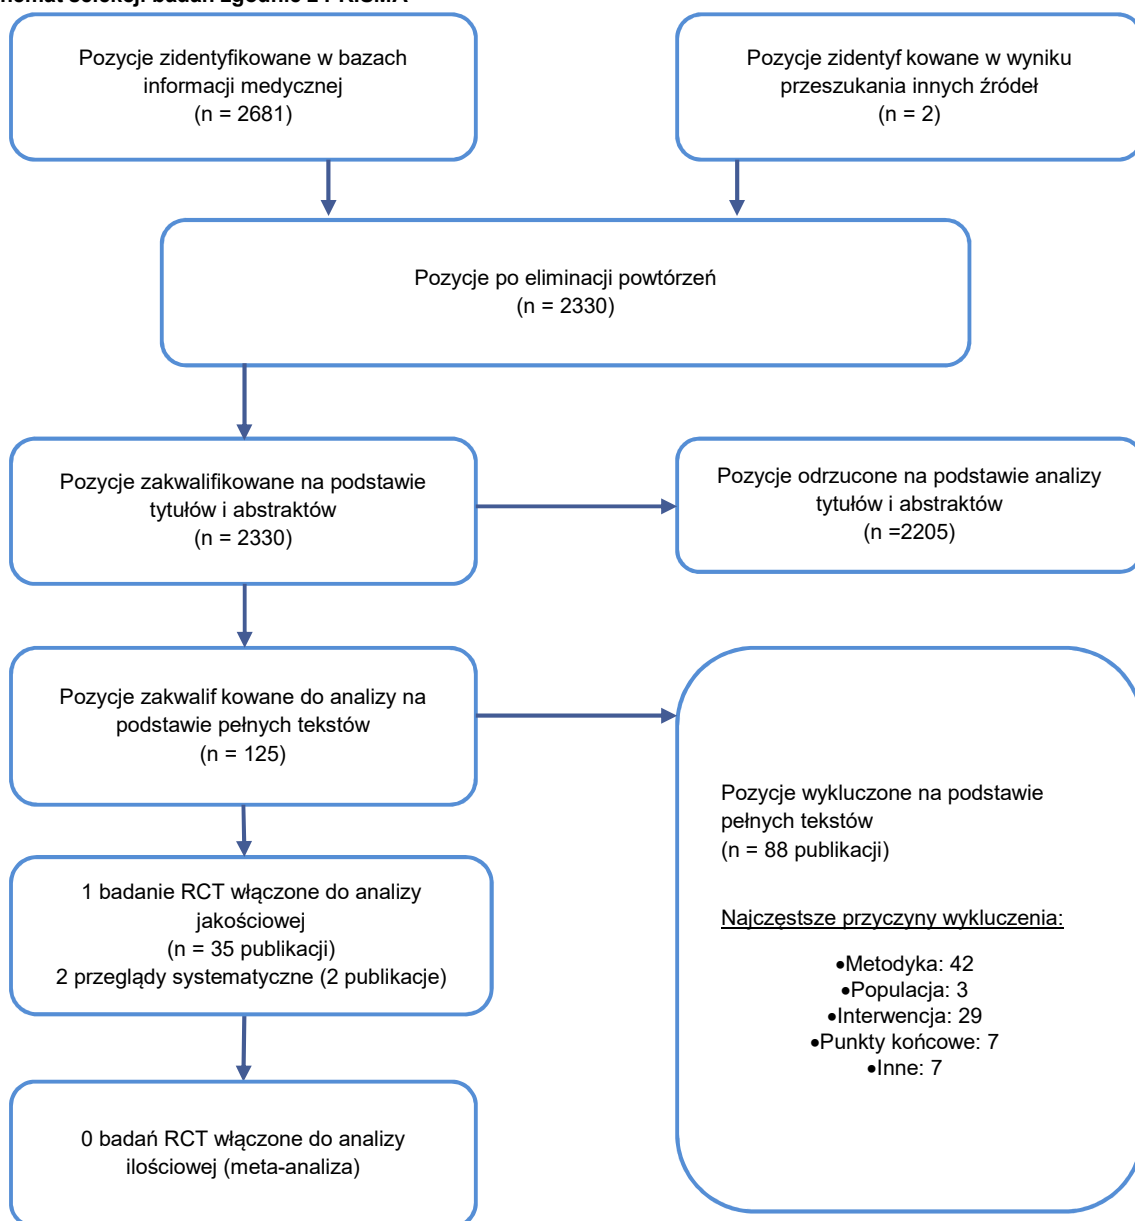 selekcji badań zgodnie z PRISMA
Pozycje zidentyfikowane w bazach
informacji medycznej
(n = 2681)
Pozycje zidentyf kowane w wyniku
przeszukania innych źródeł
(n = 2)
Pozycje po eliminacji powtórzeń
(n = 2330)
Pozycje zakwalifikowane na podstawie
tytułów i abstraktów
(n = 2330)
Pozycje odrzucone na podstawie analizy
tytułów i abstraktów
(n =2205)
Pozycje zakwalif kowane do analizy na
podstawie pełnych tekstów
(n = 125)
Pozycje wykluczone na podstawie
pełnych tekstów
(n = 88 publikacji)
Najczęstsze przyczyny wykluczenia:
•Metodyka: 42
•Populacja: 3
•Interwencja: 29
•Punkty końcowe: 7
•Inne: 7
1 badanie RCT włączone do analizy
jakościowej
(n = 35 publikacji)
2 przeglądy systematyczne (2 publikacje)
0 badań RCT włączone do analizy
ilościowej (meta-analiza)